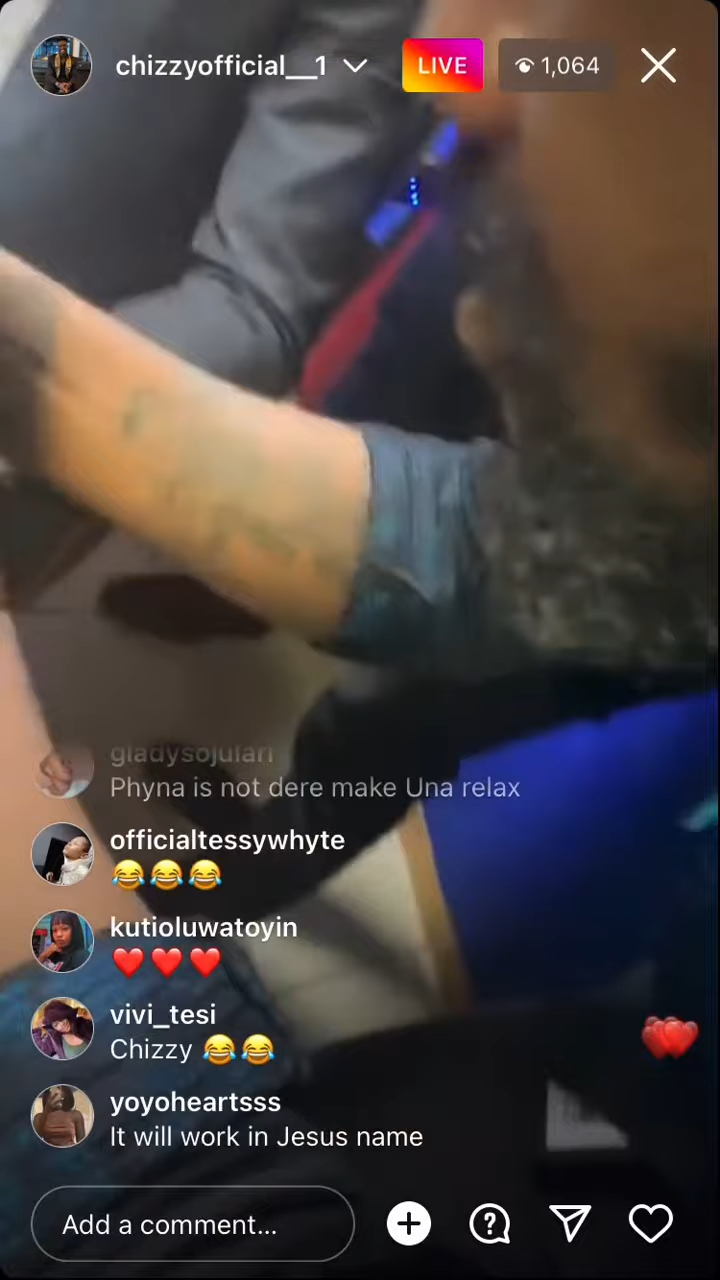 chizzyofficial__1
LIVE
1,064
gladysojulari
Phyna is not dere make Una relax
officialtessywhyte
😂😂😂
kutioluwatoyin
❤️❤️❤️
vivi_tesi
Chizzy 😂😂
yoyoheartsss
It will work in Jesus name
Add a comment...